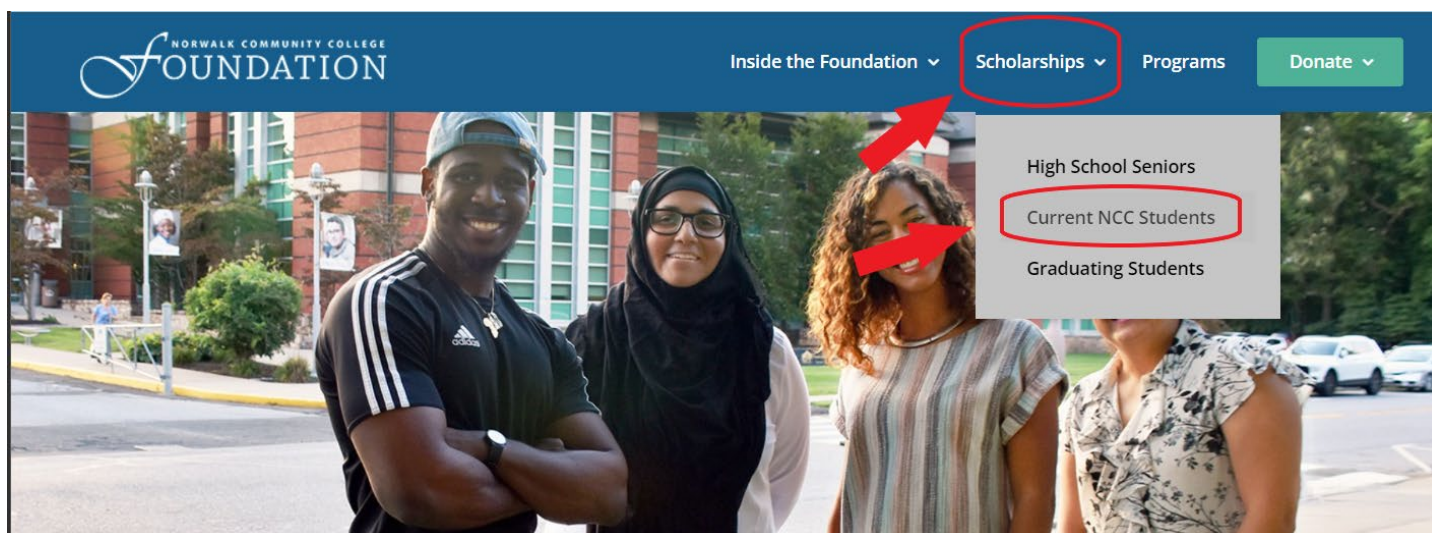 NORWALK COMMUNITY COLLEGE
FOUNDATION
Inside the Foundation
Scholarships
Programs
Donate
High School Seniors
Current NCC Students
Graduating Students
adidas